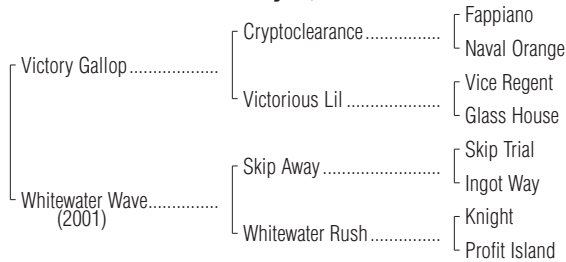 Fappiano
Cryptoclearance..................
Naval Orange
Victory Gallop.....................
Vice Regent
Victorious Lil ......................
Glass House
Skip Trial
Skip Away ...........................
Ingot Way
Whitewater Wave................
(2001)
Knight
Whitewater Rush.................
Profit Island